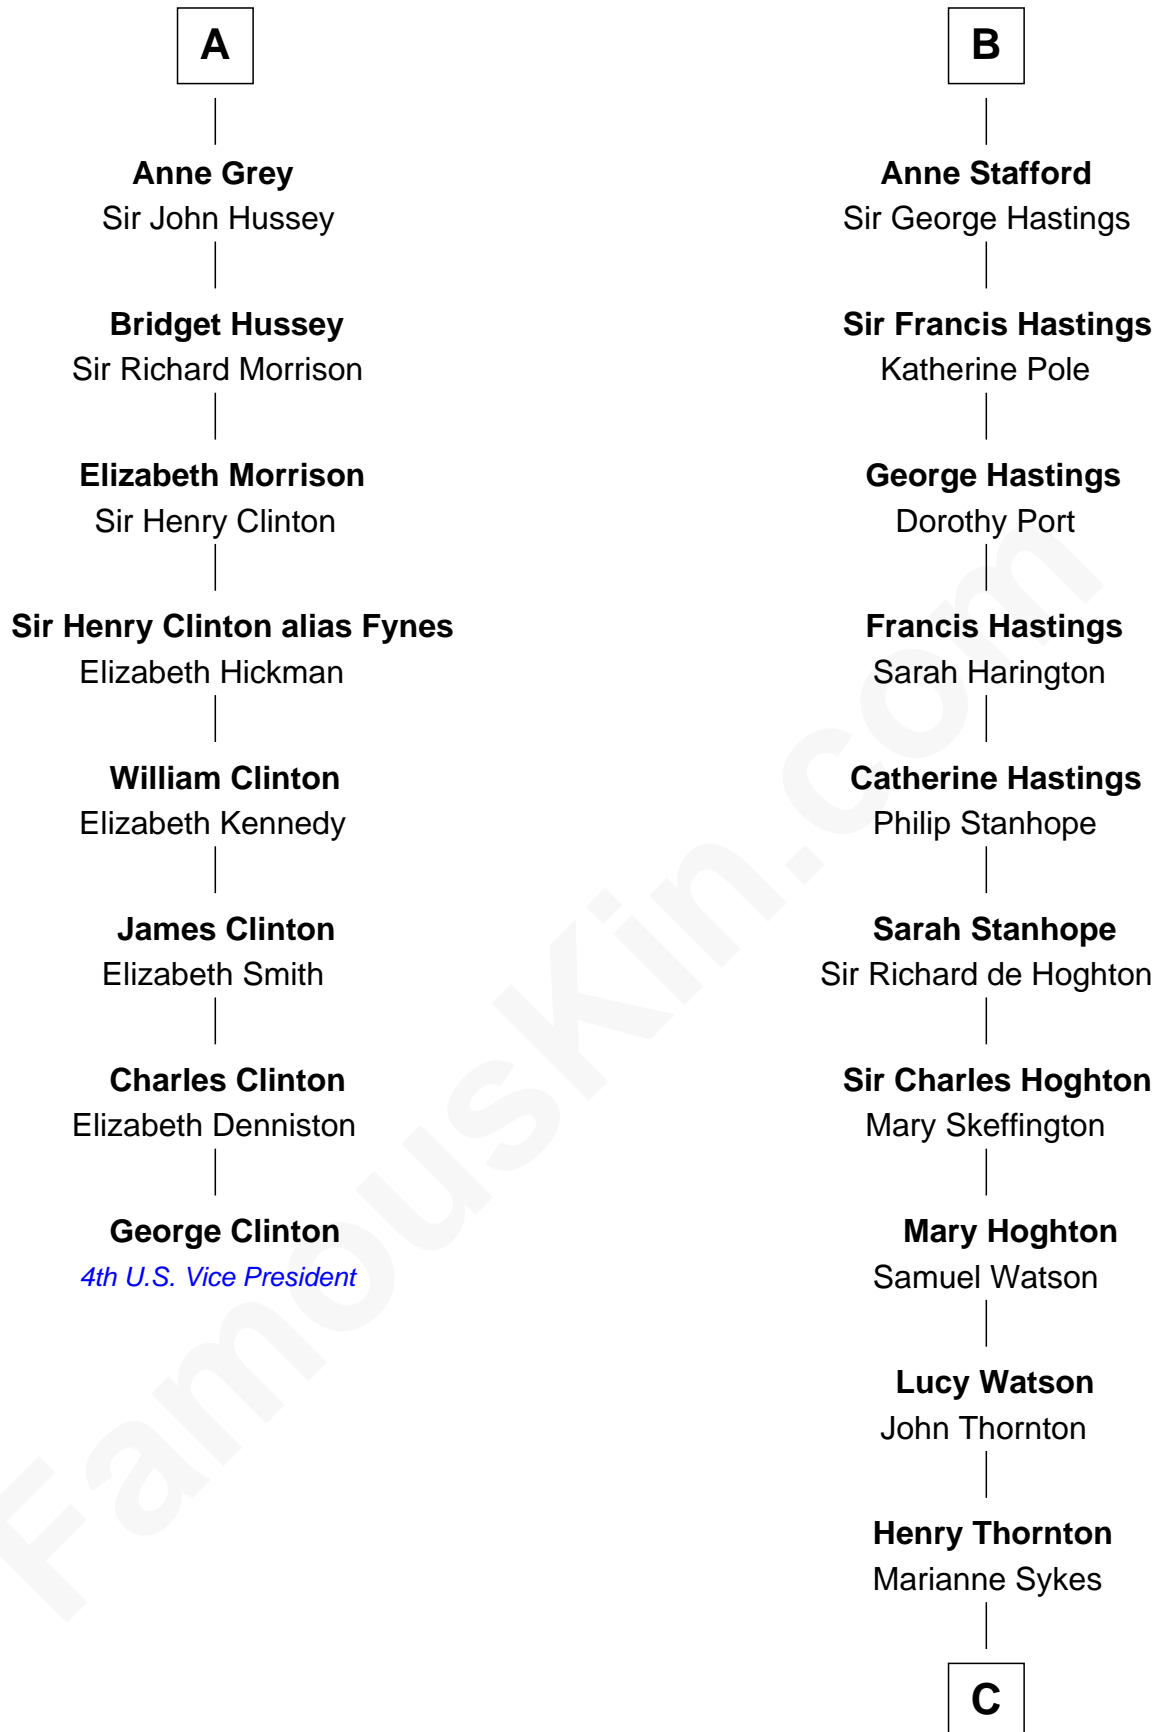 A
Anne Grey
Sir John Hussey
Bridget Hussey
Sir Richard Morrison
Elizabeth Morrison
Sir Henry Clinton
Sir Henry Clinton alias Fynes
Elizabeth Hickman
William Clinton
Elizabeth Kennedy
James Clinton
Elizabeth Smith
Charles Clinton
Elizabeth Denniston
George Clinton
4th U.S. Vice President
B
Anne Stafford
Sir George Hastings
Sir Francis Hastings
Katherine Pole
George Hastings
Dorothy Port
Francis Hastings
Sarah Harington
Catherine Hastings
Philip Stanhope
Sarah Stanhope
Sir Richard de Hoghton
Sir Charles Hoghton
Mary Skeffington
Mary Hoghton
Samuel Watson
Lucy Watson
John Thornton
Henry Thornton
Marianne Sykes
C
FamousKin.com